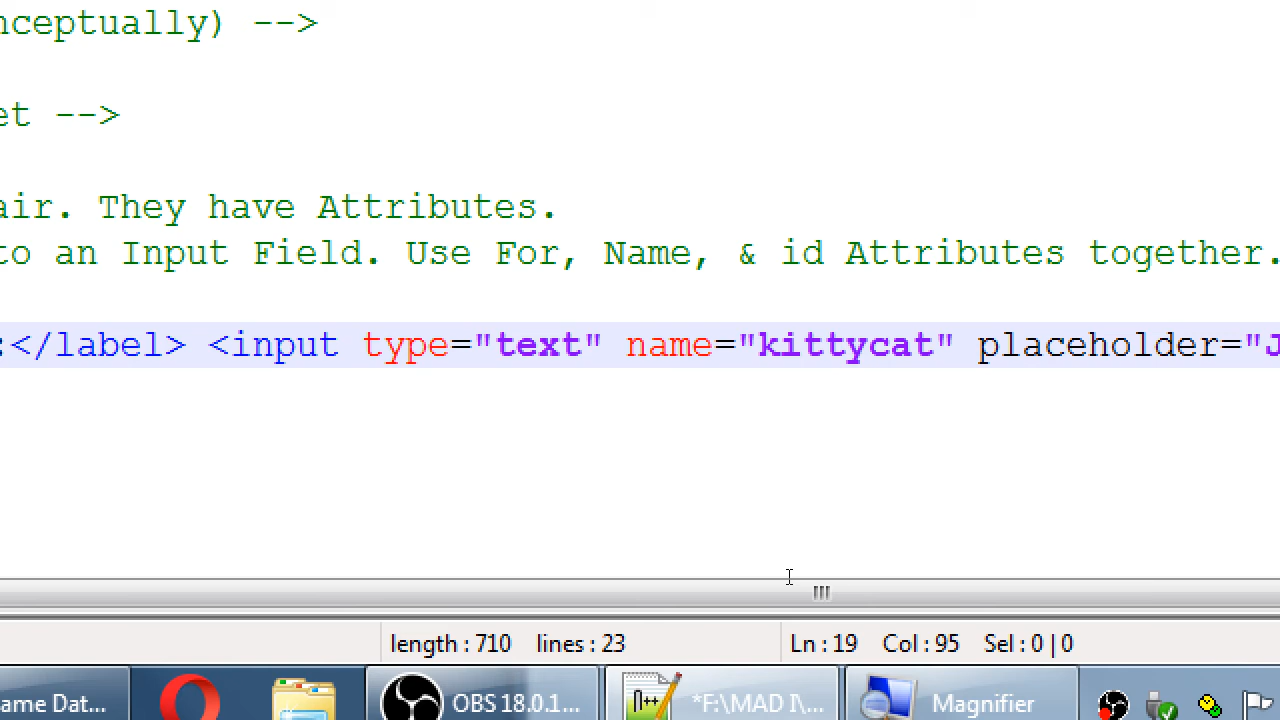 nceptually) -->
et -->
air. They have Attributes.
to an Input Field. Use For, Name, & id Attributes together.
:</label> <input type="text" name="kittycat" placeholder="J
length : 710 lines : 23 Ln : 19 Col : 95 Sel : 0 | 0
ame Dat... OBS 18.0.1... *F:\MAD I\... Magnifier